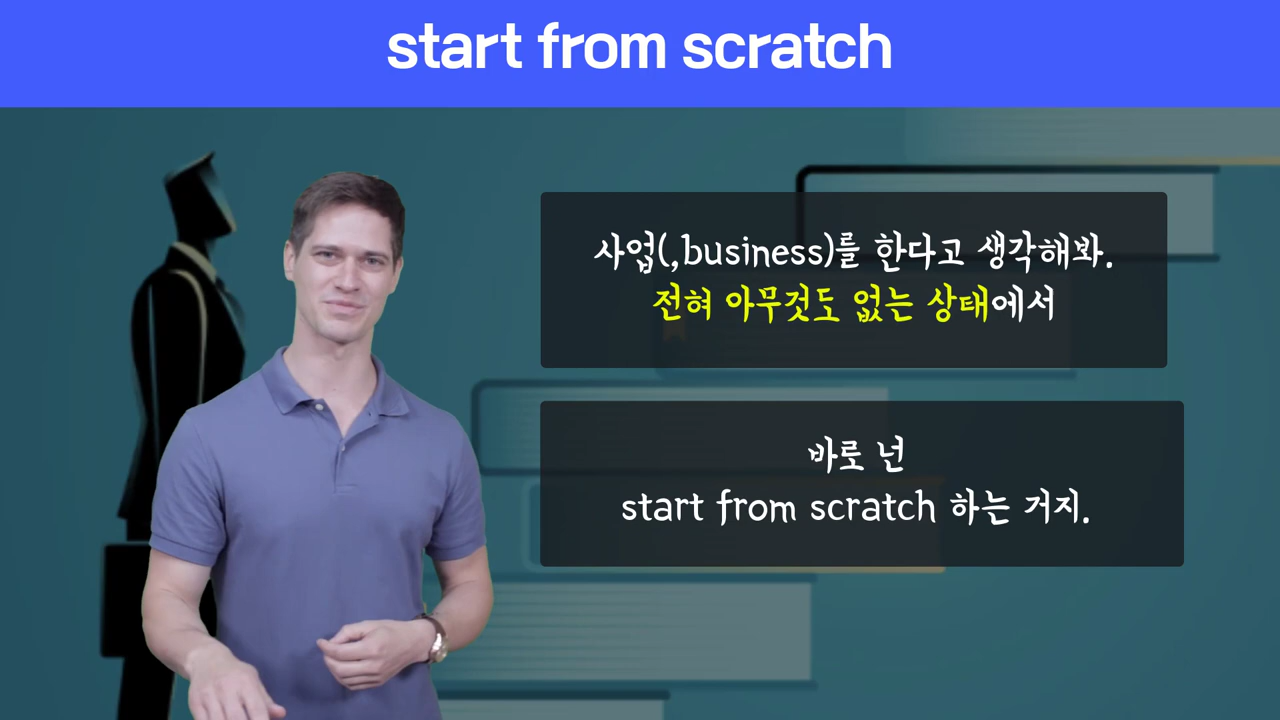 start from scratch
사업(,business)를 한다고 생각해봐.
전혀 아무것도 없는 상태에서
바로 넌
start from scratch 하는 거지.